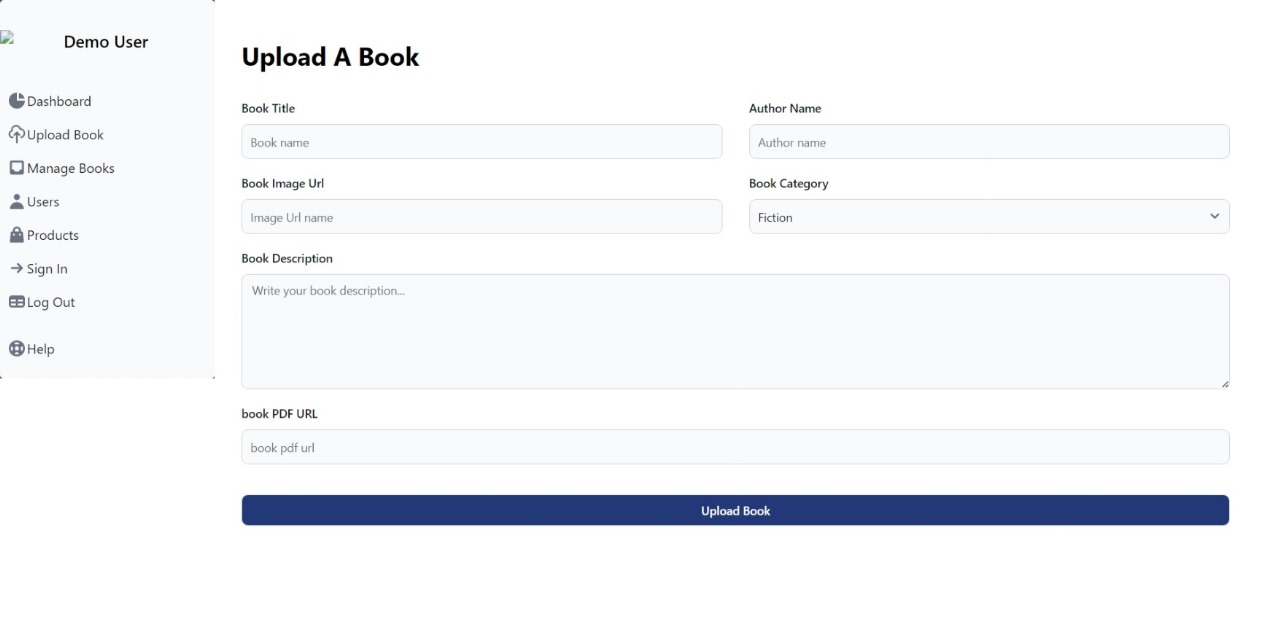 Demo User
Dashboard
Upload Book
Manage Books
Users
Products
Sign In
Log Out
Help
Upload A Book
Book Title
Book name
Author Name
Author name
Book Image Url
Image Url name
Book Category
Fiction
Book Description
Write your book description...
book PDF URL
book pdf url
Upload Book